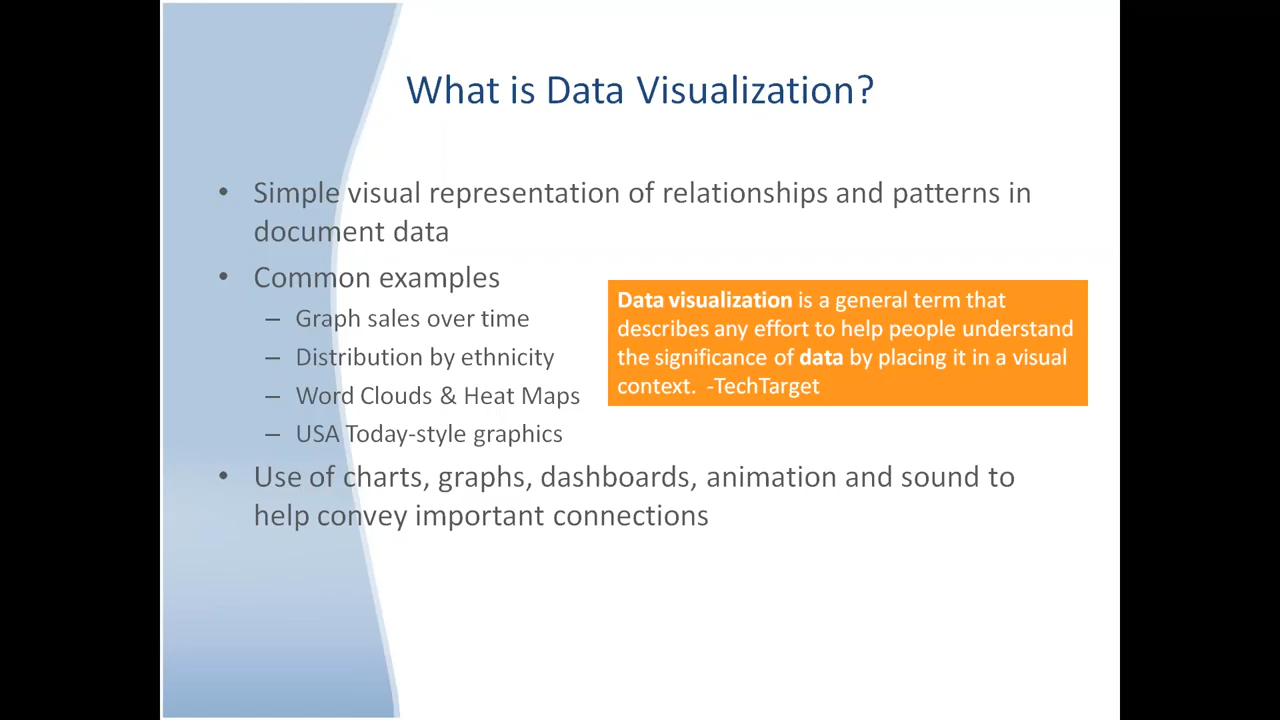 What is Data Visualization?
• Simple visual representation of relationships and patterns in
document data
• Common examples
– Graph sales over time
– Distribution by ethnicity
– Word Clouds & Heat Maps
– USA Today-style graphics
Data visualization is a general term that
describes any effort to help people understand
the significance of data by placing it in a visual
context.  -TechTarget
• Use of charts, graphs, dashboards, animation and sound to
help convey important connections